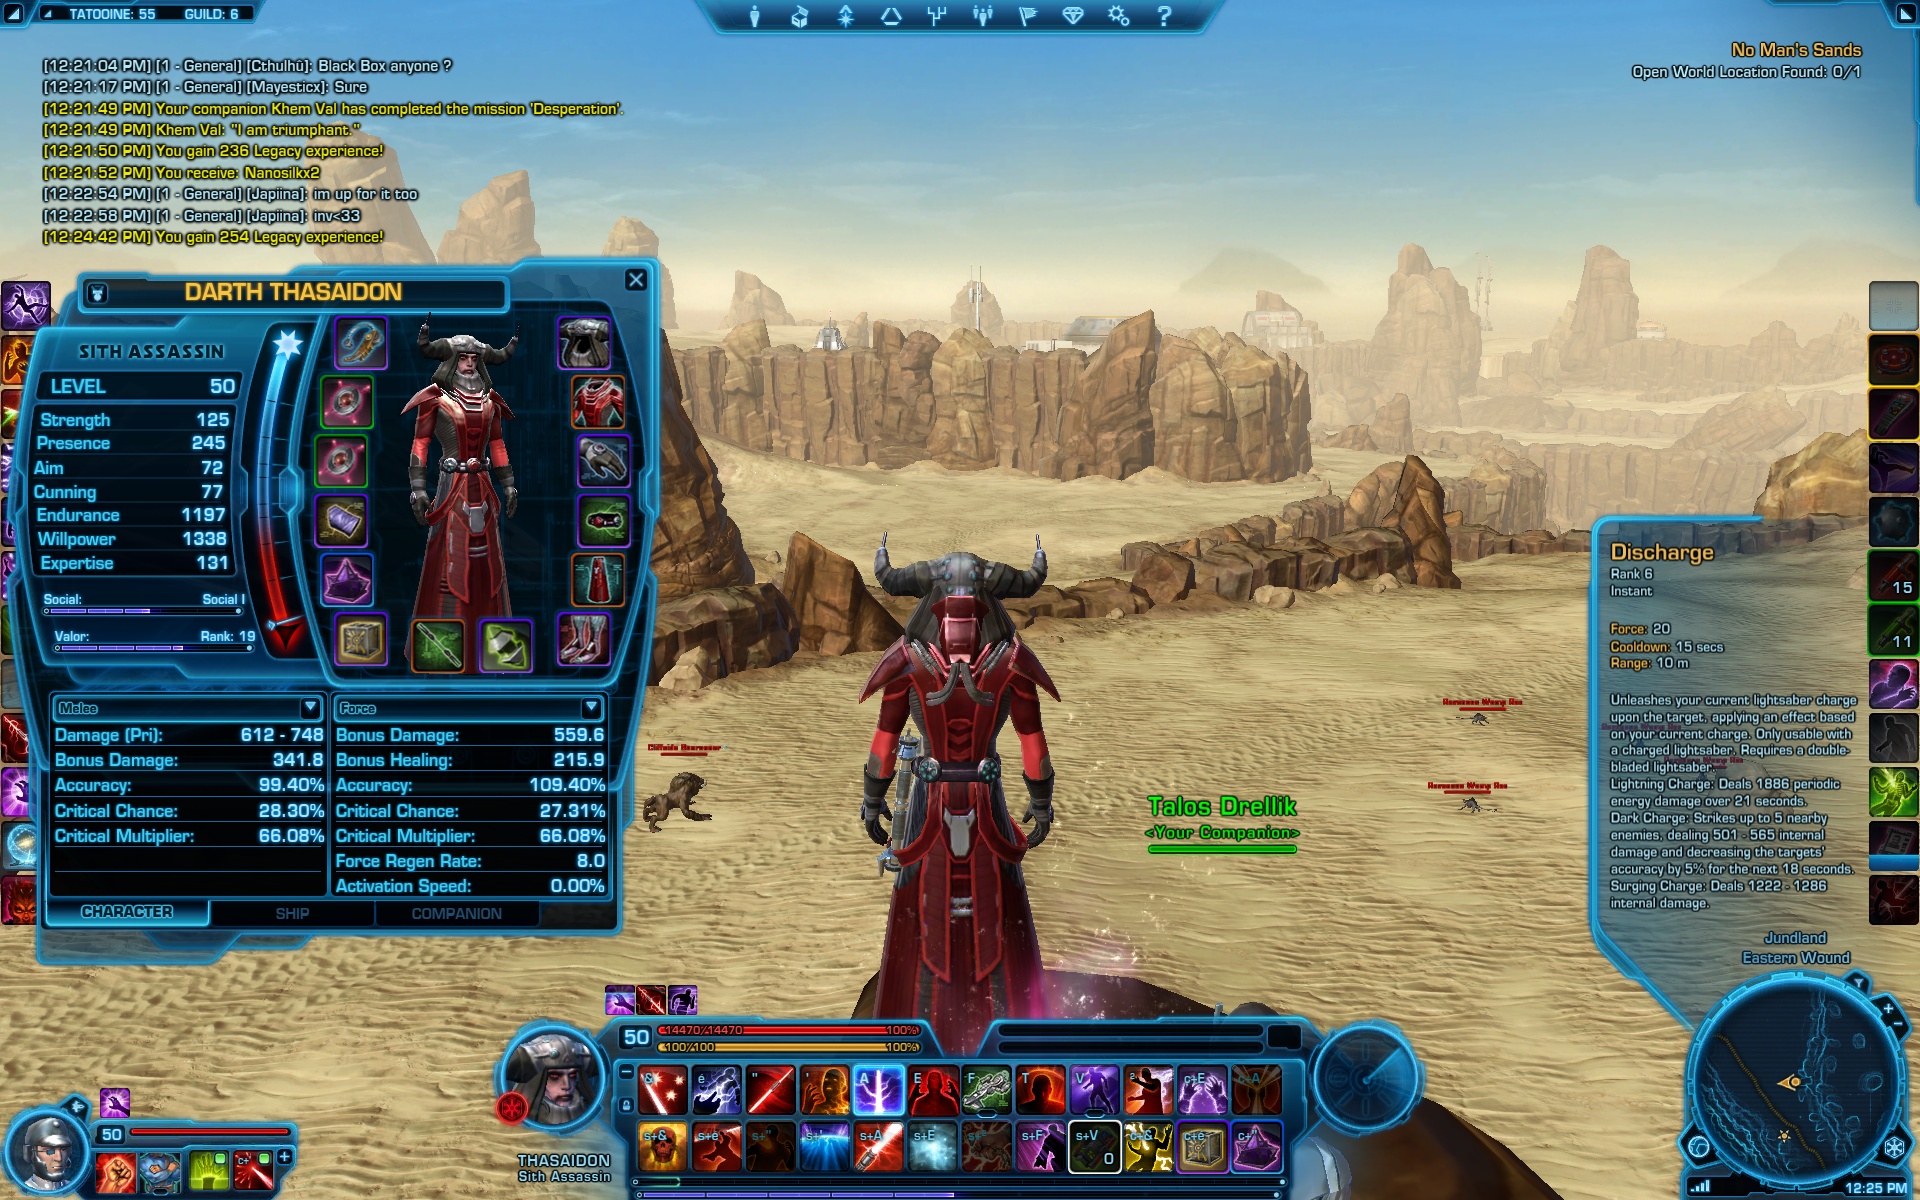 TATOOINE: 55 GUILD: 6
[12:21:04 PM] [1 - General] [Cthulhû]: Black Box anyone ?
[12:21:17 PM] [1 - General] [Mayesticx]: Sure
[12:21:49 PM] Your companion Khem Val has completed the mission 'Desperation'.
[12:21:49 PM] Khem Val: "I am triumphant."
[12:21:50 PM] You gain 236 Legacy experience!
[12:21:52 PM] You receive: Nanosilkx2
[12:22:54 PM] [1 - General] [Japiina]: im up for it too
[12:22:58 PM] [1 - General] [Japiina]: inv<33
[12:24:42 PM] You gain 254 Legacy experience!
No Man's Sands
Open World Location Found: 0/1
DARTH THASAIDON
SITH ASSASSIN
LEVEL 50
Strength 125
Presence 245
Aim 72
Cunning 77
Endurance 1197
Willpower 1338
Expertise 131
Social: Social I
Valor: Rank: 19
Melee
Damage (Pri): 612 - 748
Bonus Damage: 341.8
Accuracy: 99.40%
Critical Chance: 28.30%
Critical Multiplier: 66.08%
Force
Bonus Damage: 559.6
Bonus Healing: 215.9
Accuracy: 109.40%
Critical Chance: 27.31%
Critical Multiplier: 66.08%
Force Regen Rate: 8.0
Activation Speed: 0.00%
CHARACTER SHIP COMPANION
Talos Drellik
<Your Companion>
Discharge
Rank 6
Instant
Force: 20
Cooldown: 15 secs
Range: 10 m
Unleashes your current lightsaber charge
upon the target, applying an effect based
on your current charge. Only usable with
a charged lightsaber. Requires a double-
bladed lightsaber.
Lightning Charge: Deals 1886 periodic
energy damage over 21 seconds.
Dark Charge: Strikes up to 5 nearby
enemies, dealing 501 - 565 internal
damage and decreasing the targets'
accuracy by 5% for the next 18 seconds.
Surging Charge: Deals 1222 - 1286
internal damage.
15
11
Jundland
Eastern Wound
50
14470/14470 100%
100/100 100%
& é " ' A E F T V ² c+E c+A
s+& s+é s+" s+' s+A s+E s+F s+V 0 c+& c+é c+"
THASAIDON
Sith Assassin
50
12:25 PM